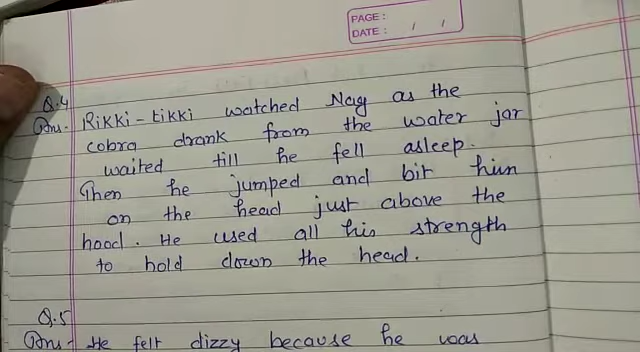 PAGE:
DATE: / /
Q.4
Ans. Rikki-tikki watched Nag as the
cobra drank from the water jar
waited till he fell asleep.
Then he jumped and bit him
on the head just above the
hood. He used all his strength
to hold down the head.
Q.5
Ans- He felt dizzy because he was